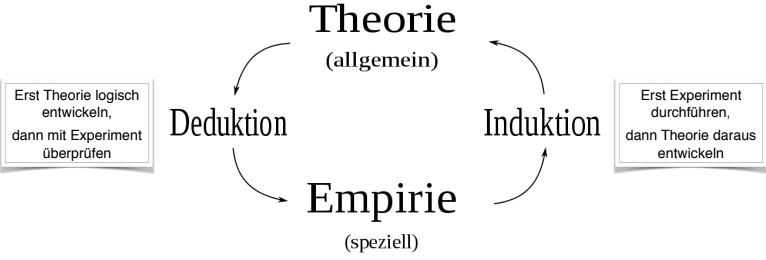 Theorie
(allgemein)
Erst Theorie logisch
entwickeln,
dann mit Experiment
überprüfen
Deduktion
Induktion
Erst Experiment
durchführen,
dann Theorie daraus
entwickeln
Empirie
(speziell)